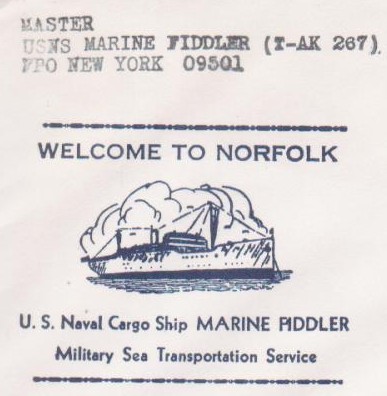 MASTER
USNS MARINE FIDDLER (T-AK 267)
FPO NEW YORK 09501
WELCOME TO NORFOLK
U. S. Naval Cargo Ship MARINE FIDDLER
Military Sea Transportation Service